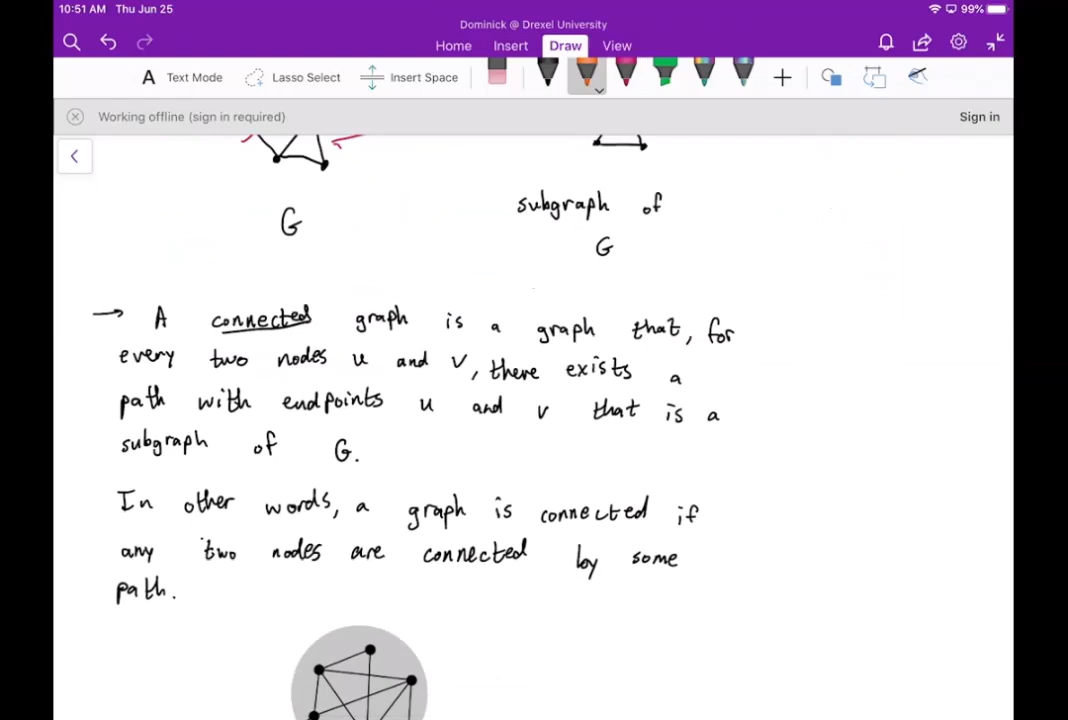 10:51 AM Thu Jun 25
99%
Dominick @ Drexel University
Home Insert Draw View
Text Mode Lasso Select Insert Space
Working offline (sign in required) Sign in
G
subgraph of
G
→ A connected graph is a graph that, for
every two nodes u and v, there exists a
path with endpoints u and v that is a
subgraph of G.
In other words, a graph is connected if
any two nodes are connected by some
path.